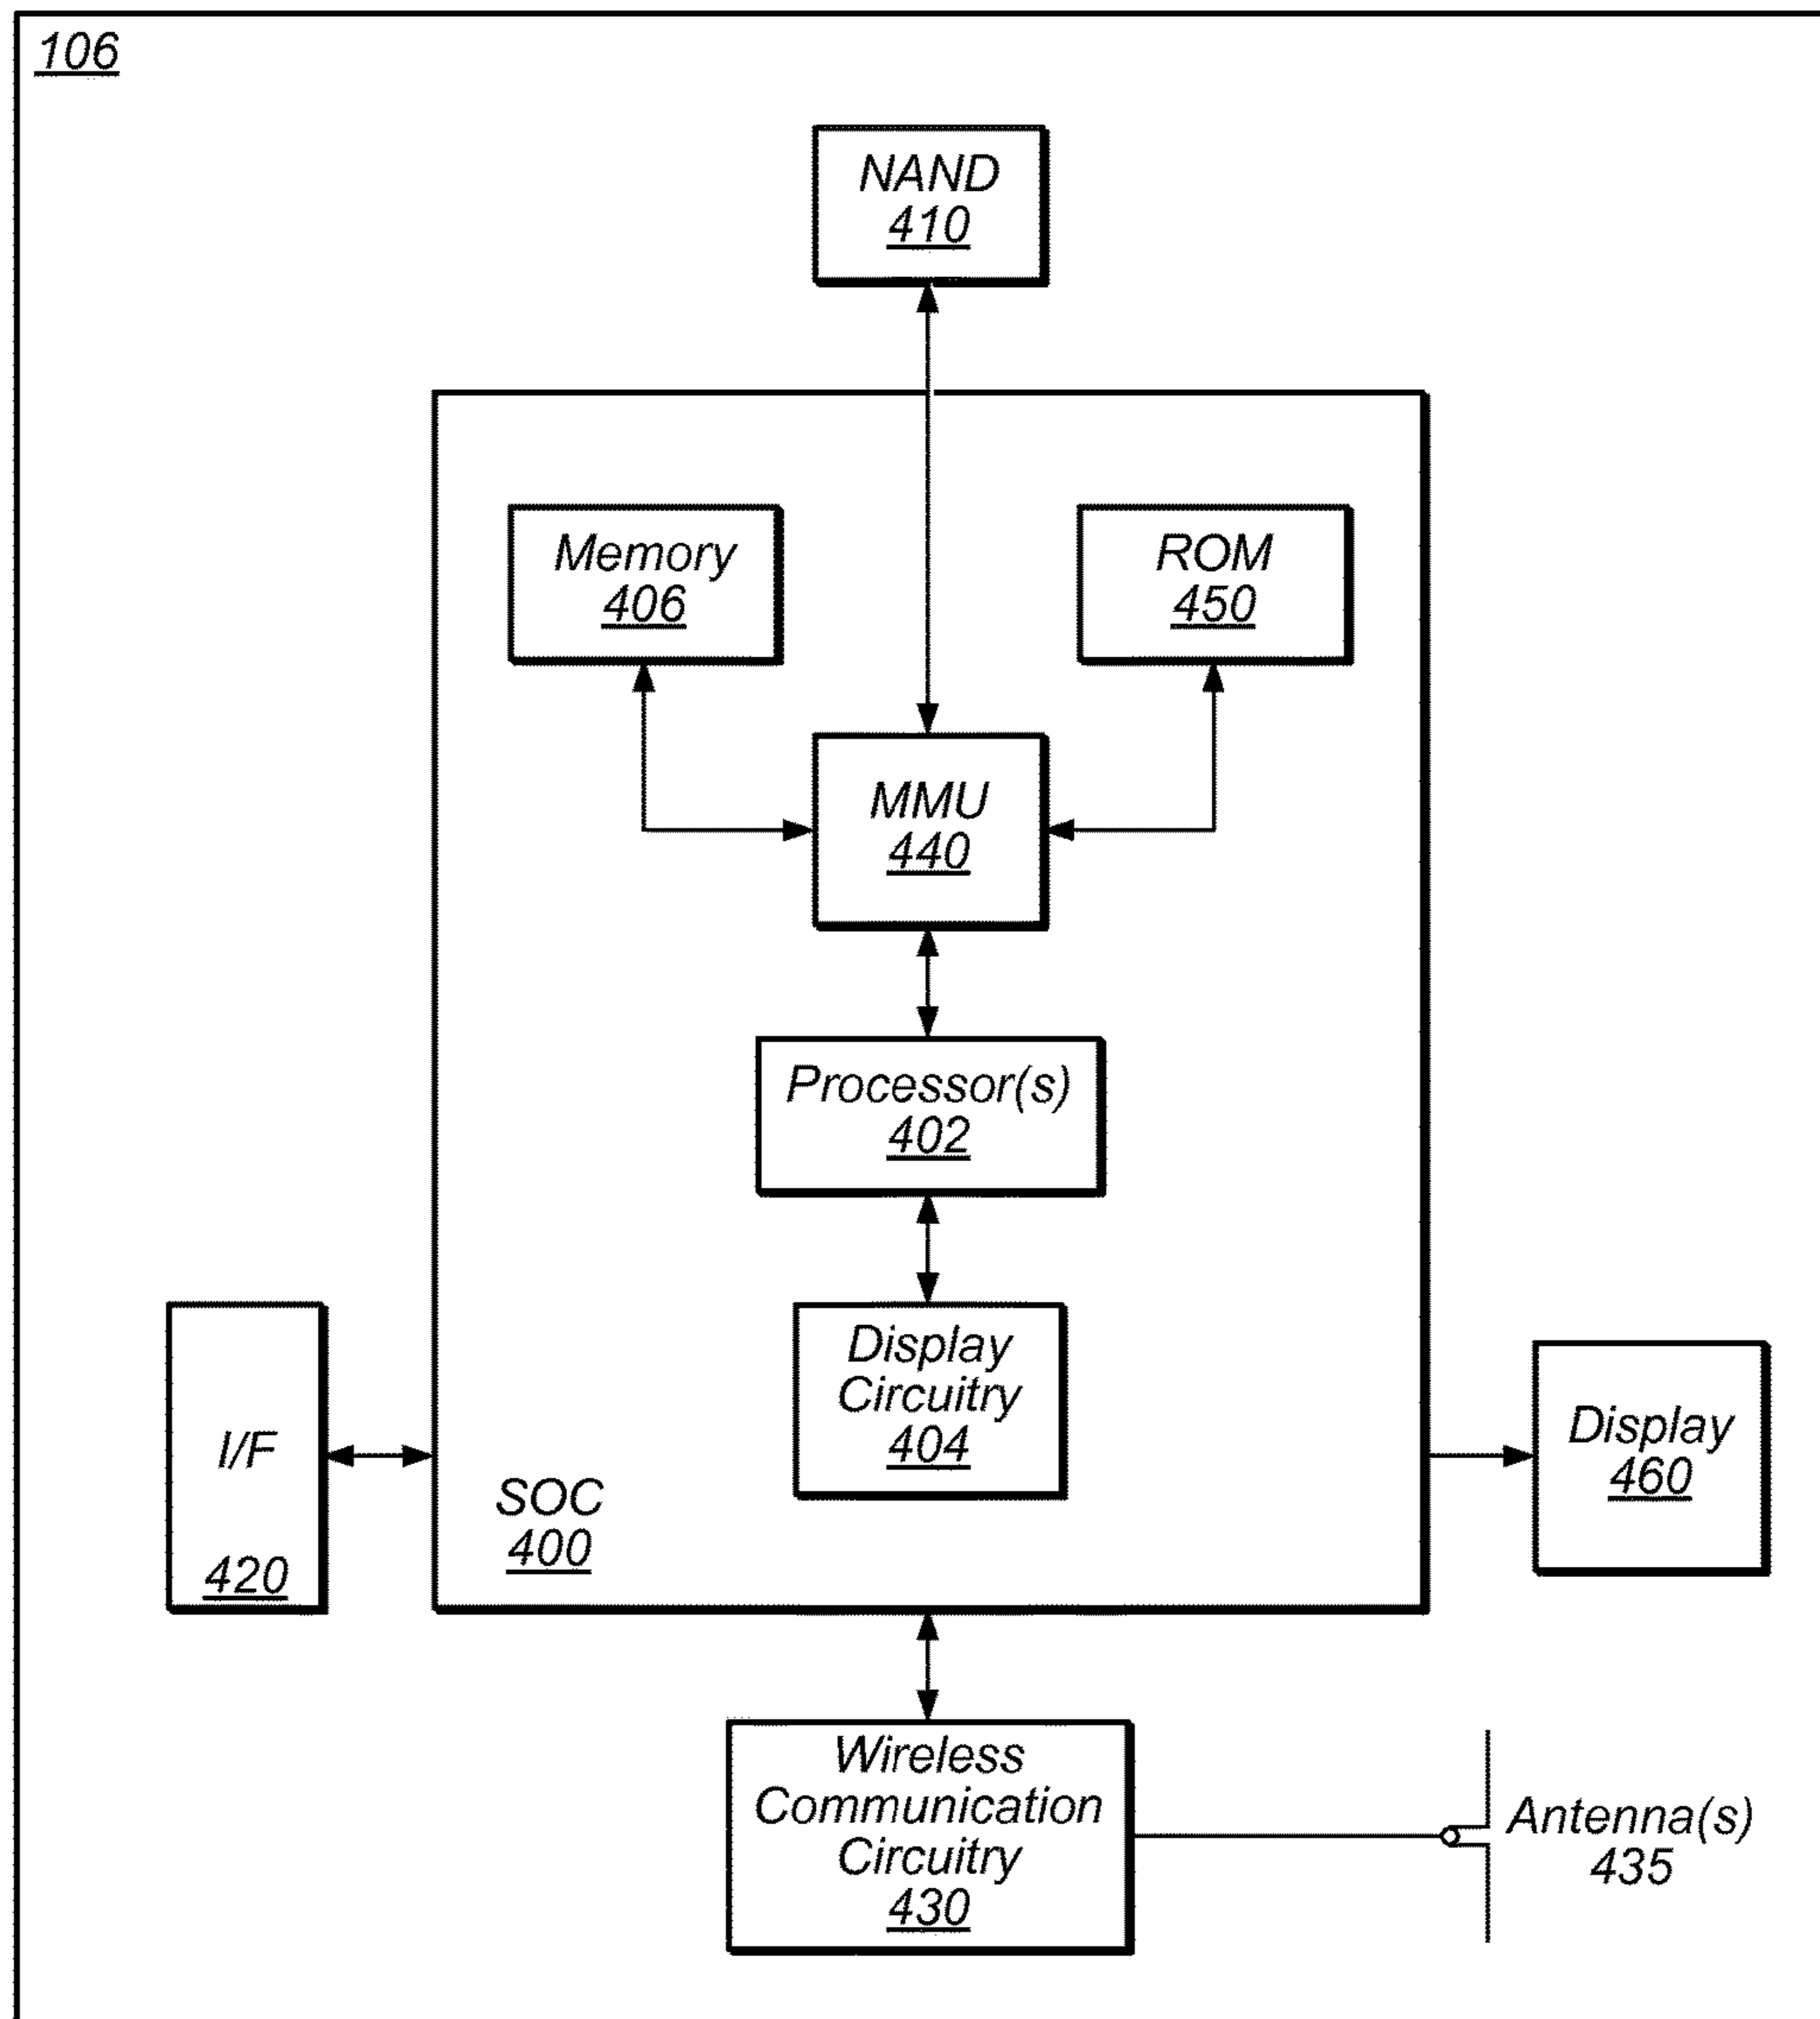 106
NAND
410
Memory
406
ROM
450
MMU
440
Processor(s)
402
Display
Circuitry
404
I/F
420
SOC
400
Display
460
Wireless
Communication
Circuitry
430
Antenna(s)
435